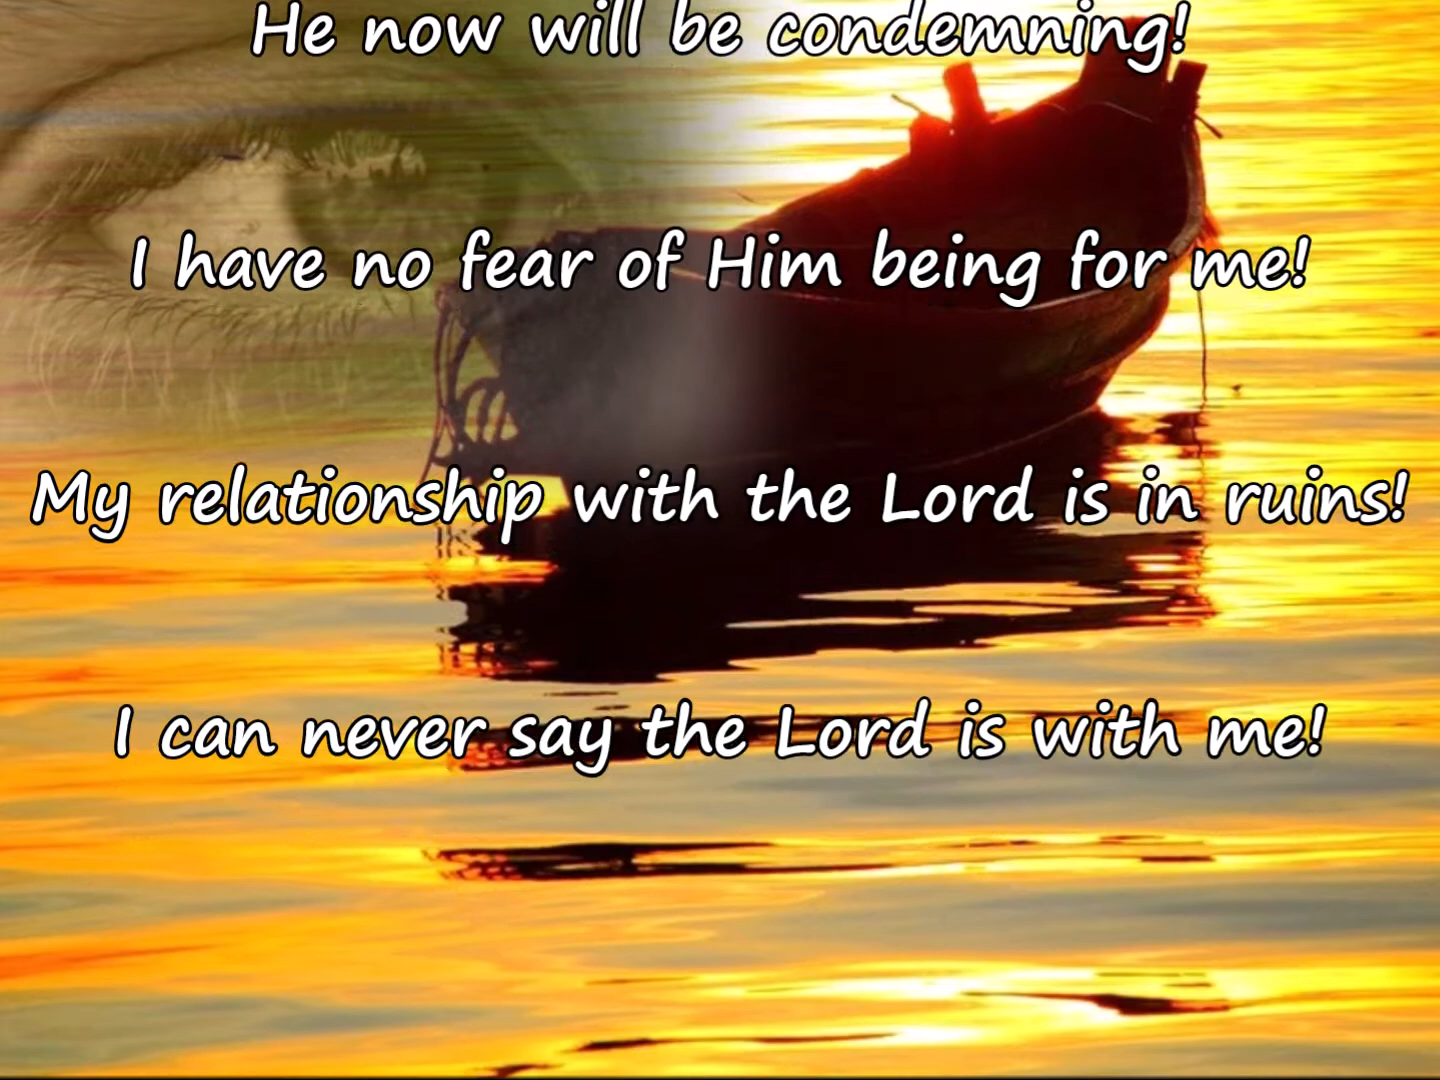 He now will be condemning!
I have no fear of Him being for me!
My relationship with the Lord is in ruins!
I can never say the Lord is with me!